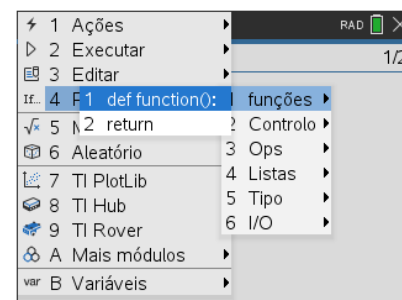 RAD
1/2
1 Ações
2 Executar
3 Editar
If... 4
5
6 Aleatório
7 TI PlotLib
8 TI Hub
9 TI Rover
A Mais módulos
var B Variáveis
1 def function():
2 return
funções
2 Controlo
3 Ops
4 Listas
5 Tipo
6 I/O